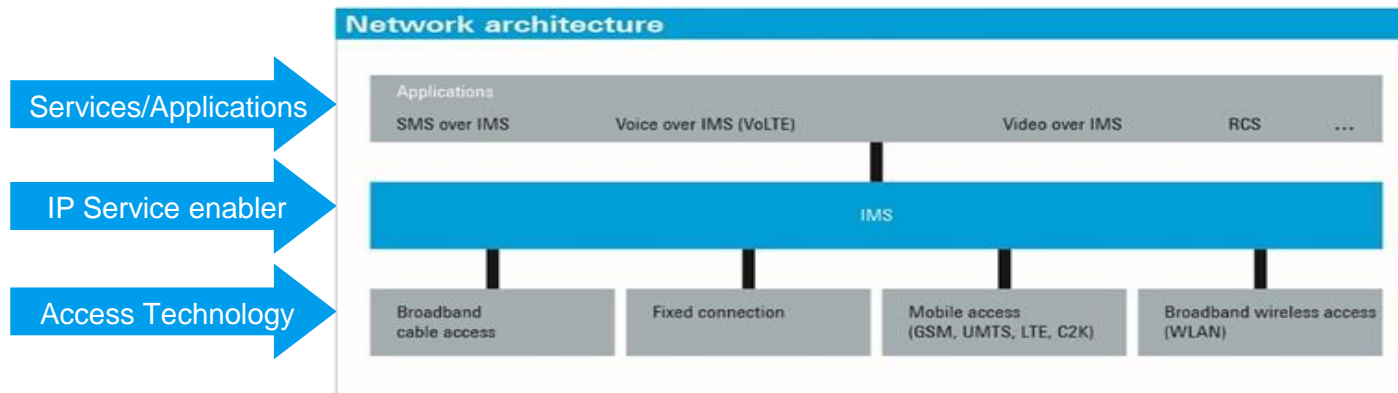 Network architecture
Services/Applications
Applications
SMS over IMS Voice over IMS (VoLTE) Video over IMS RCS ...
IP Service enabler
IMS
Access Technology
Broadband cable access
Fixed connection
Mobile access
(GSM, UMTS, LTE, C2K)
Broadband wireless access
(WLAN)